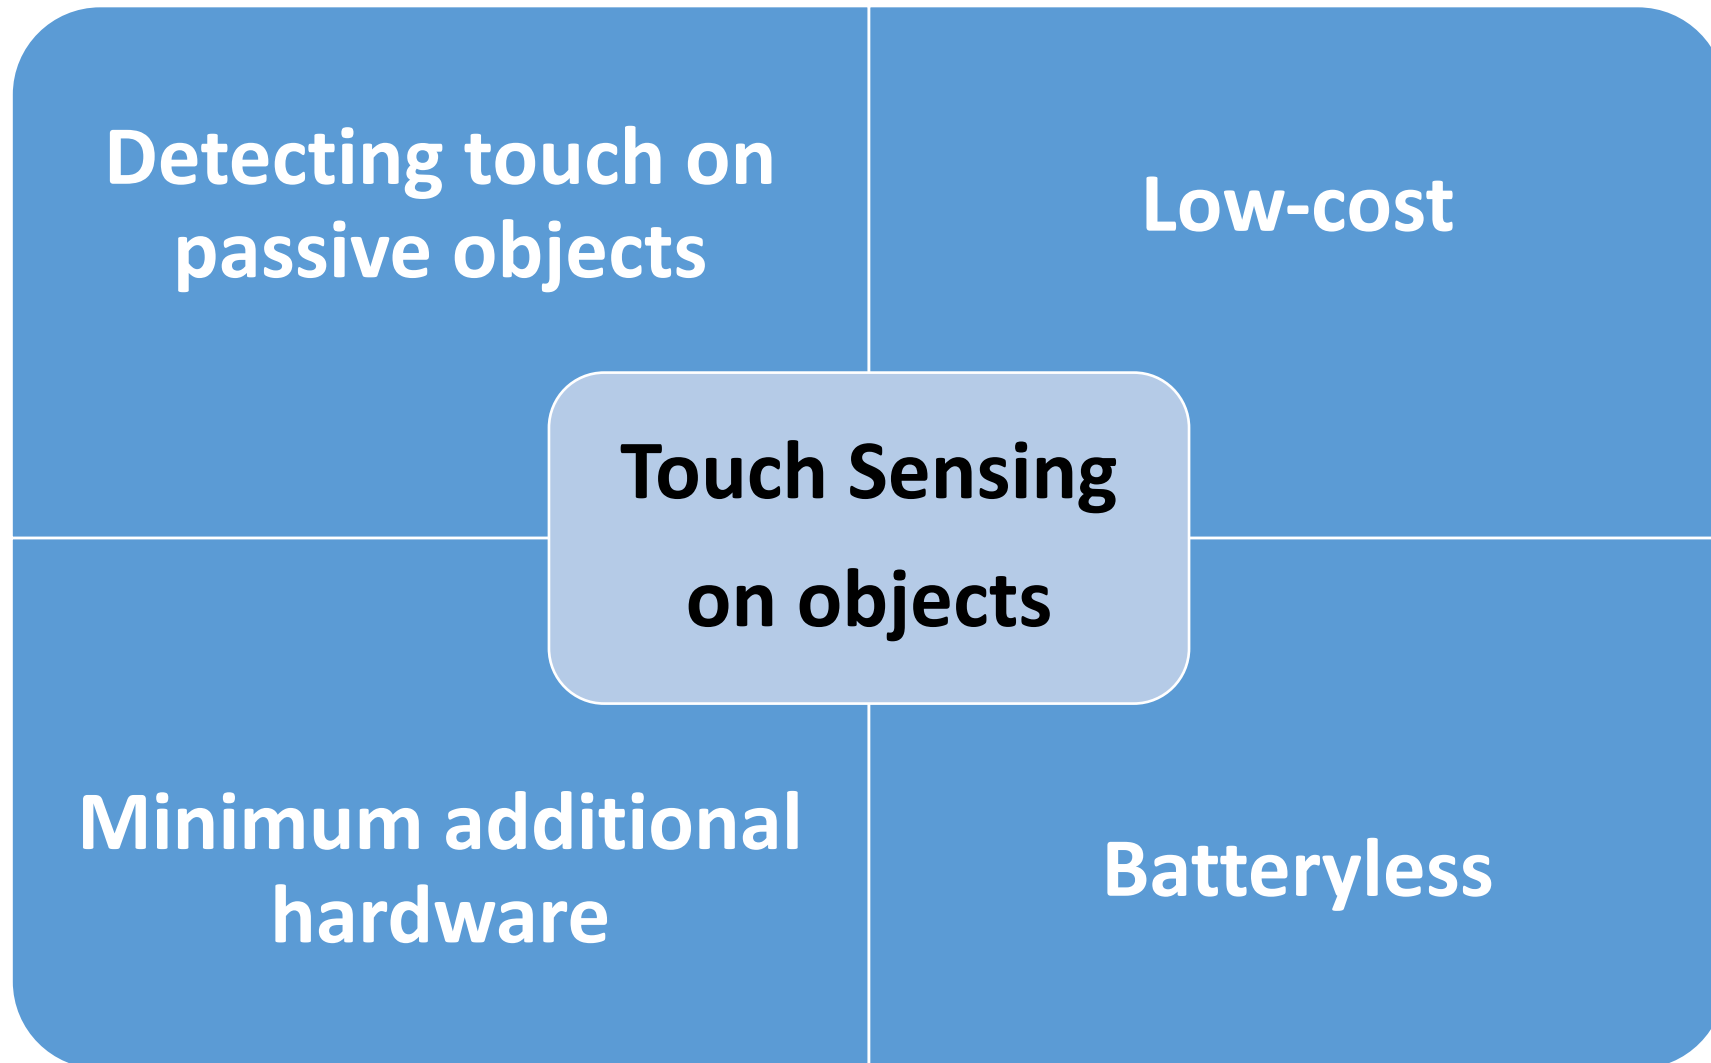 Detecting touch on
passive objects
Low-cost
Touch Sensing
on objects
Minimum additional
hardware
Batteryless